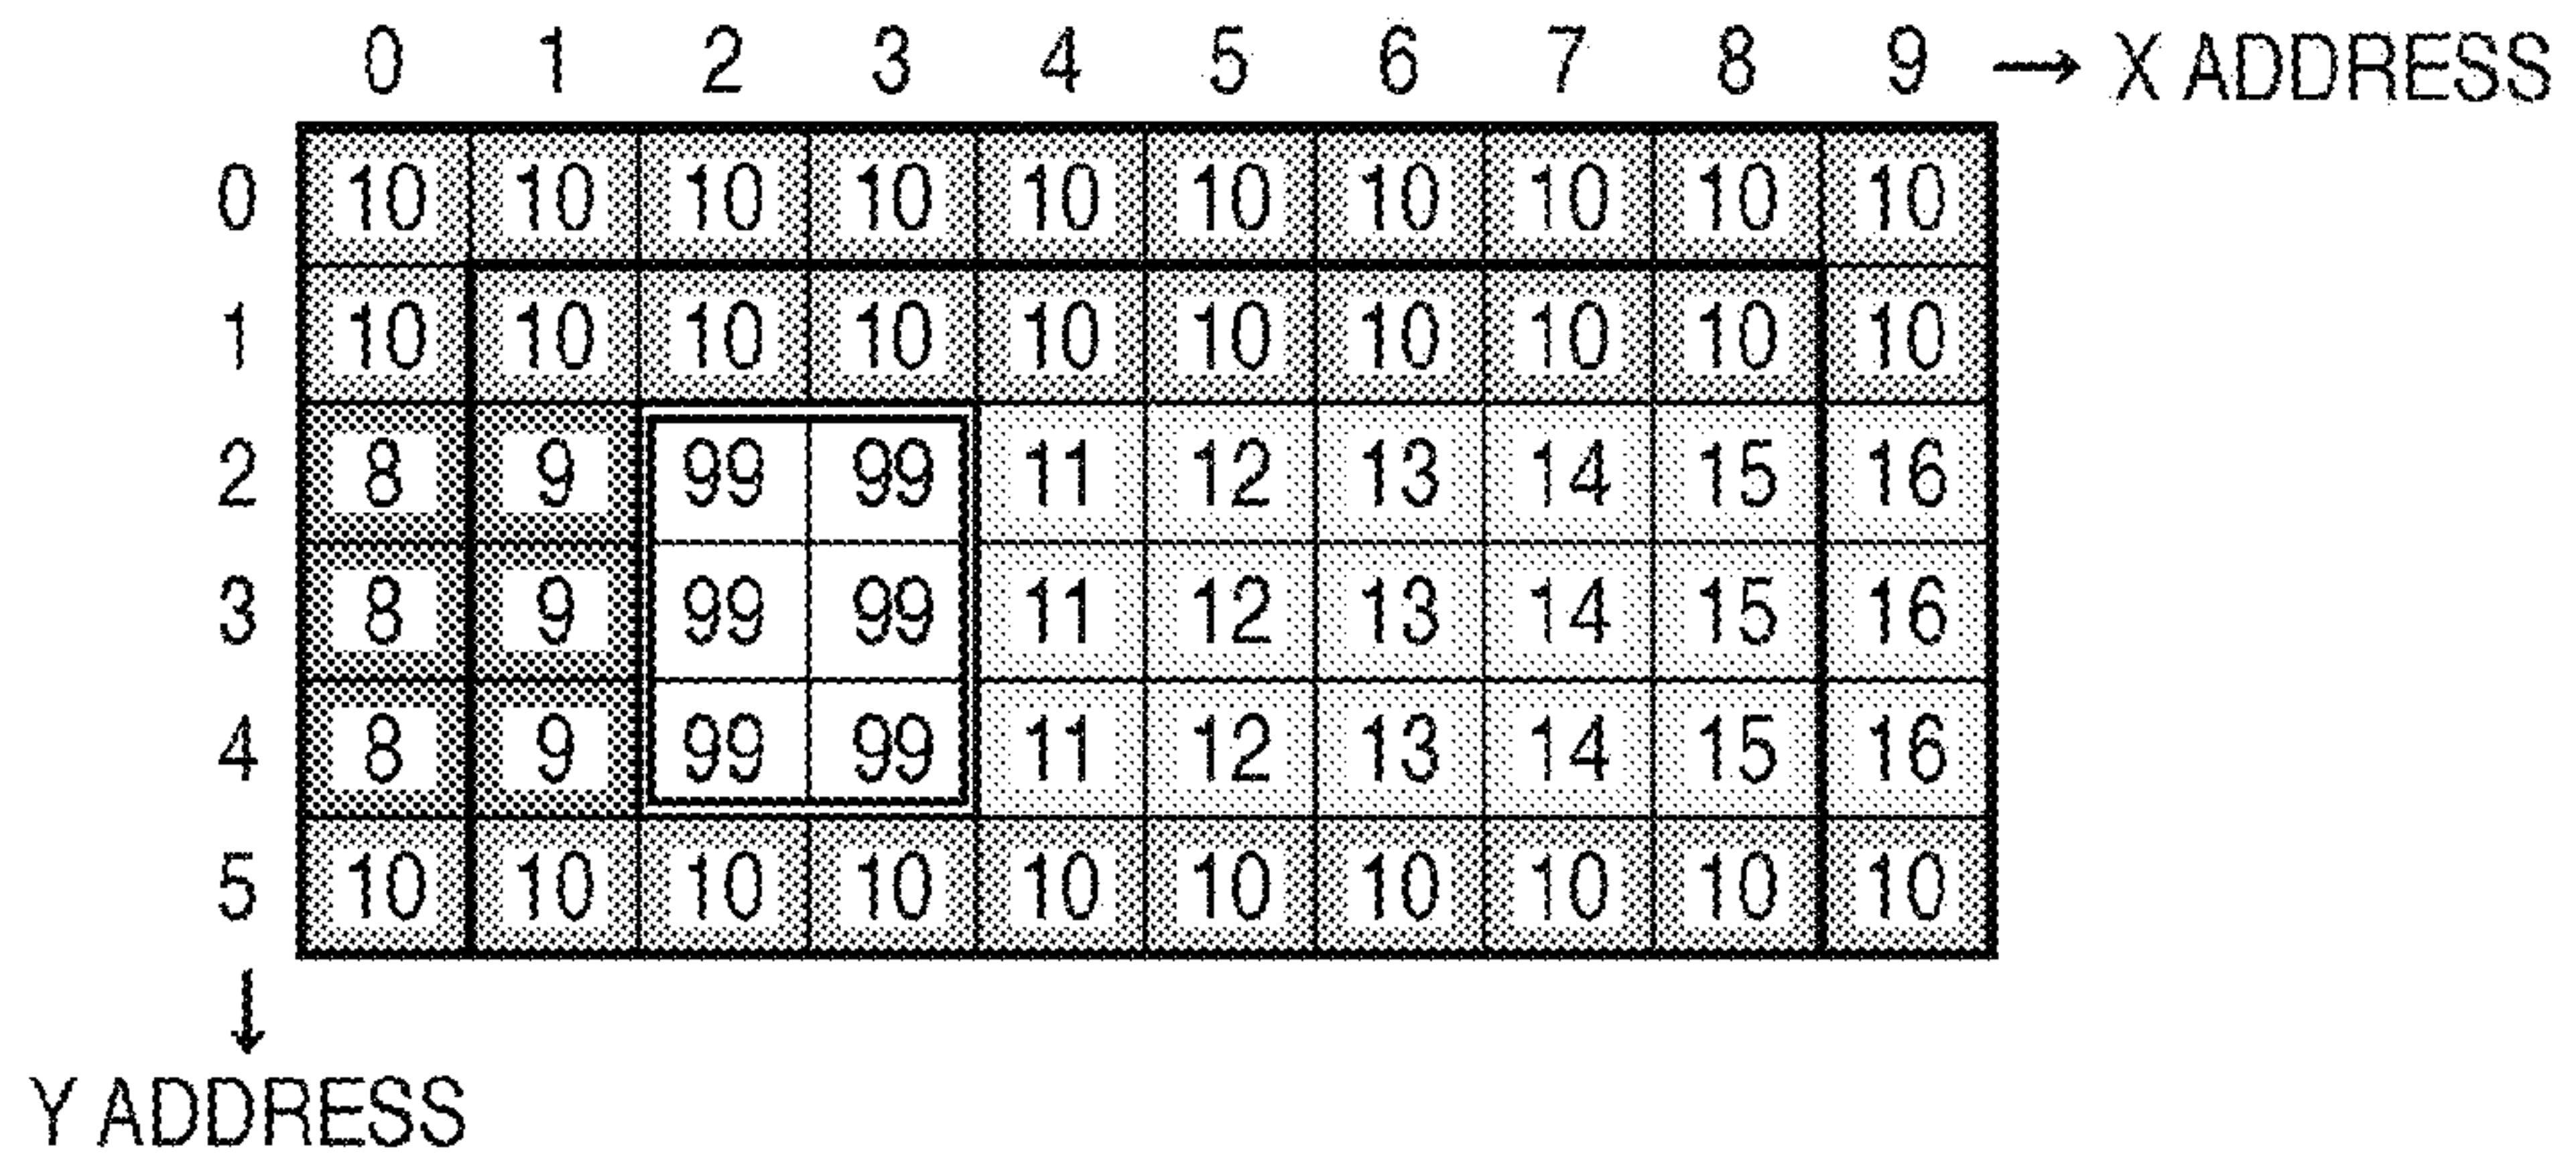 0 1 2 3 4 5 6 7 8 9 → X ADDRESS
0 10 10 10 10 10 10 10 10 10 10
1 10 10 10 10 10 10 10 10 10 10
2 8 9 99 99 11 12 13 14 15 16
3 8 9 99 99 11 12 13 14 15 16
4 8 9 99 99 11 12 13 14 15 16
5 10 10 10 10 10 10 10 10 10 10
↓
Y ADDRESS